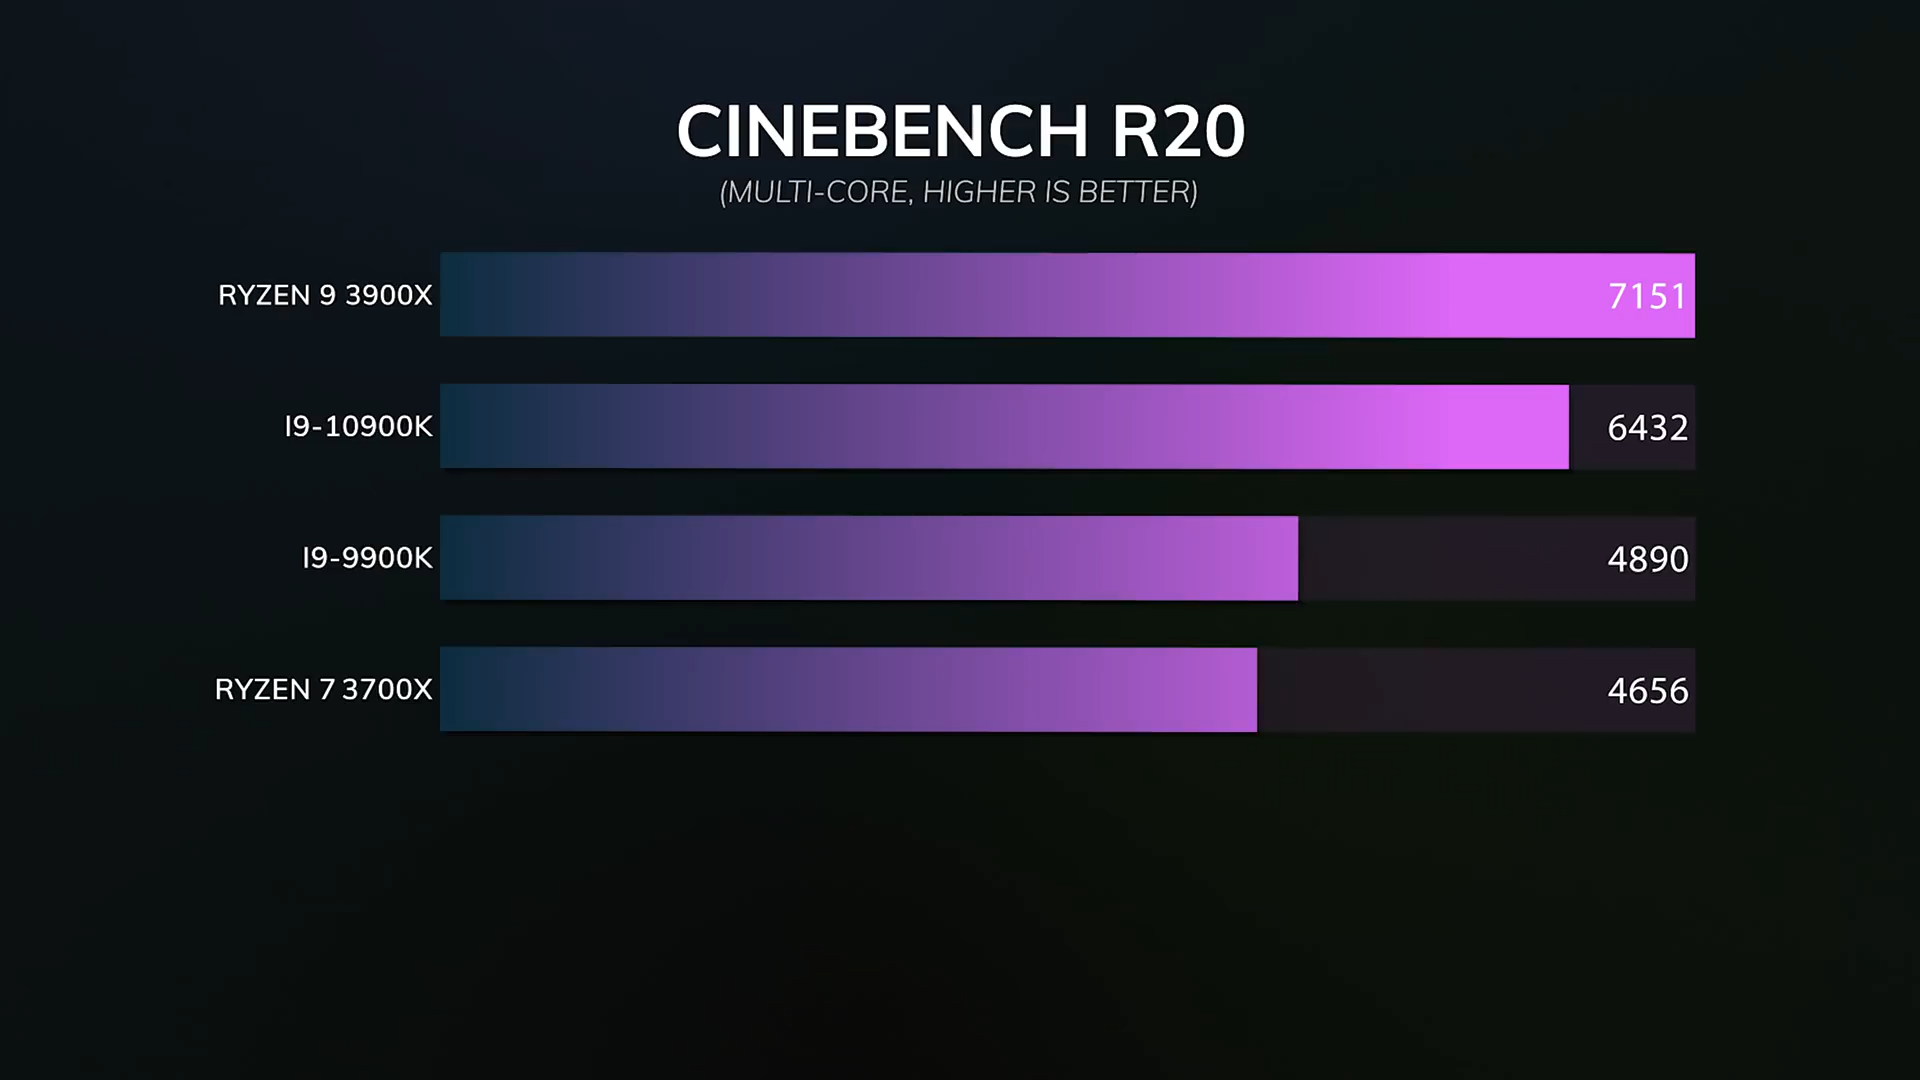 CINEBENCH R20
(MULTI-CORE, HIGHER IS BETTER)
RYZEN 9 3900X 7151
I9-10900K 6432
I9-9900K 4890
RYZEN 7 3700X 4656